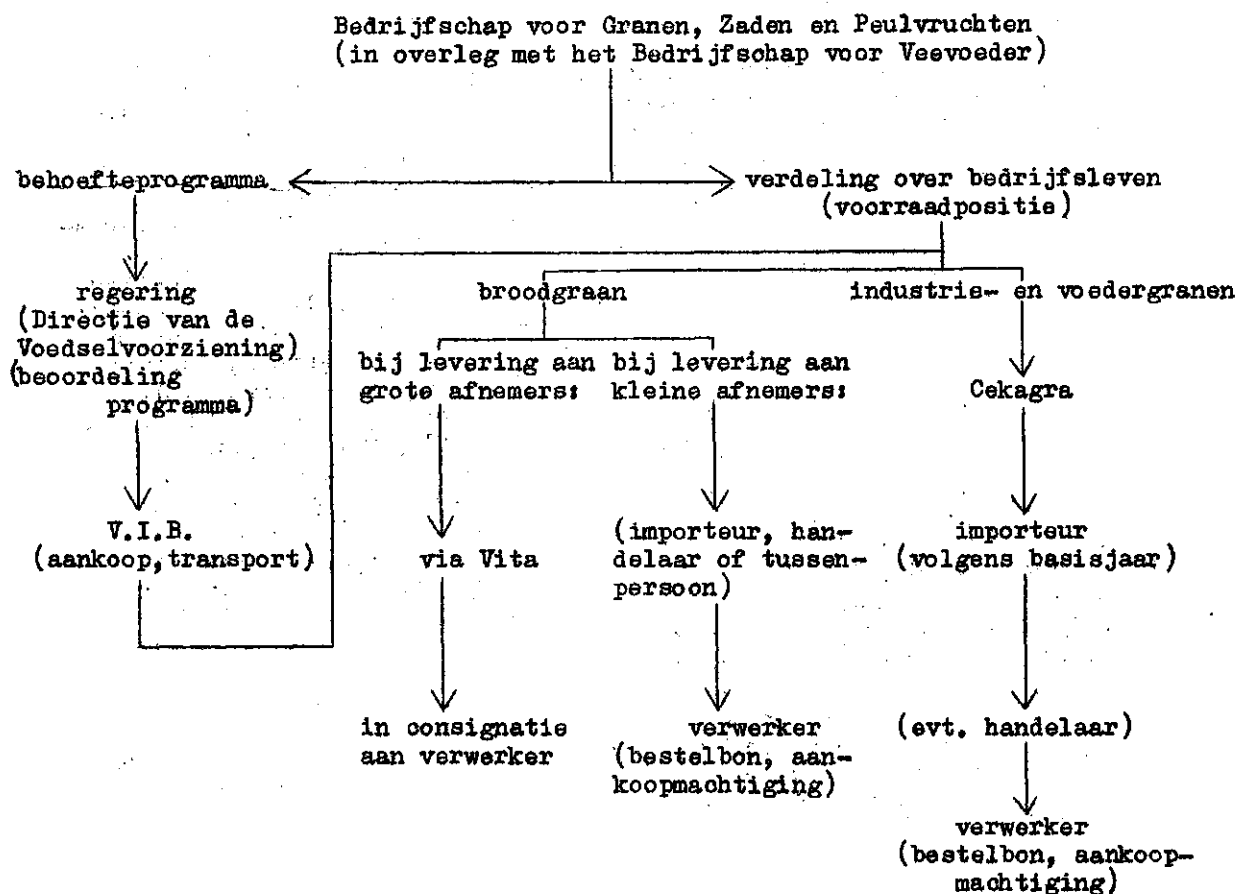 Bedrijfschap voor Granen, Zaden en Peulvruchten
(in overleg met het Bedrijfschap voor Veevoeder)
behoefteprogramma
verdeling over bedrijfsleven
(voorraadpositie)
regering
(Directie van de
Voedselvoorziening)
(beoordeling
programma)
V.I.B.
(aankoop, transport)
broodgraan
industrie- en voedergranen
bij levering aan
grote afnemers:
via Vita
in consignatie
aan verwerker
bij levering aan
kleine afnemers:
(importeur, han-
delaar of tussen-
persoon)
verwerker
(bestelbon, aan-
koopmachtiging)
Cekagra
importeur
(volgens basisjaar)
(evt. handelaar)
verwerker
(bestelbon, aankoop-
machtiging)